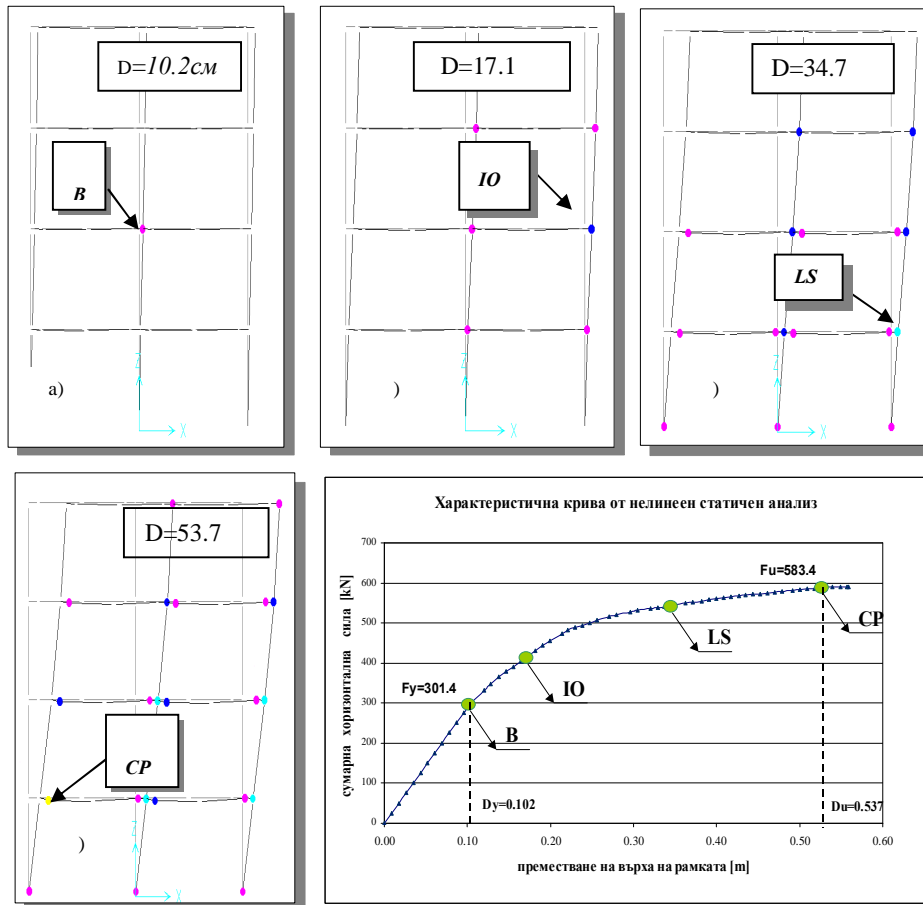 D=10.2см
B
Z
X
а)
D=17.1
IO
Z
X
)
D=34.7
LS
Z
X
)
D=53.7
CP
Z
X
)
Характеристична крива от нелинеен статичен анализ
сумарна хоризонтална сила [kN]
700
600
500
400
300
200
100
0
Fu=583.4
CP
LS
IO
Fy=301.4
B
Dy=0.102
Du=0.537
0.00 0.10 0.20 0.30 0.40 0.50 0.60
преместване на върха на рамката [m]